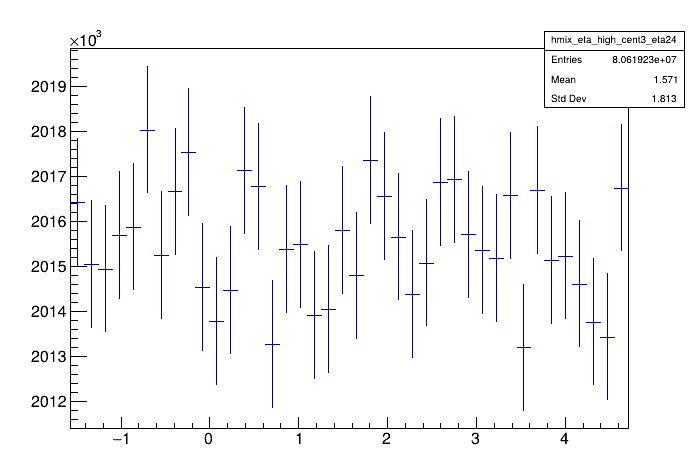 ×10³
hmix_eta_high_cent3_eta24
Entries 8.061923e+07
Mean 1.571
Std Dev 1.813
2019
2018
2017
2016
2015
2014
2013
2012
−1 0 1 2 3 4